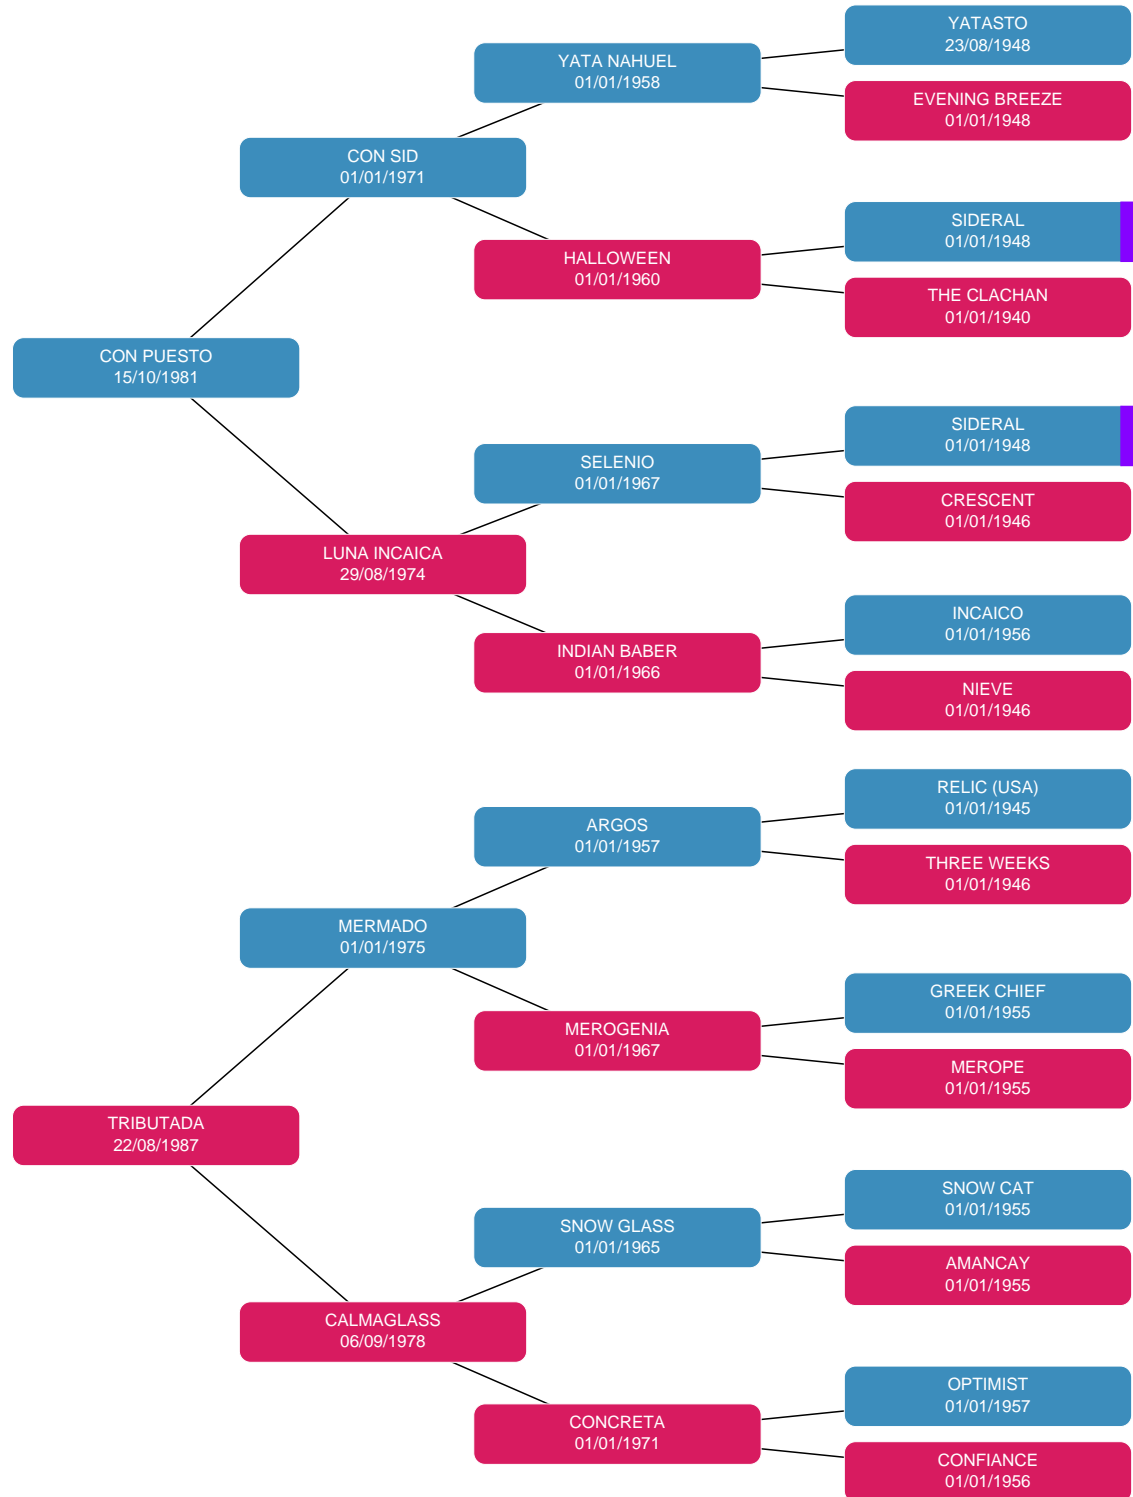 YATASTO
23/08/1948
YATA NAHUEL
01/01/1958
EVENING BREEZE
01/01/1948
CON SID
01/01/1971
SIDERAL
01/01/1948
HALLOWEEN
01/01/1960
THE CLACHAN
01/01/1940
CON PUESTO
15/10/1981
SIDERAL
01/01/1948
SELENIO
01/01/1967
CRESCENT
01/01/1946
LUNA INCAICA
29/08/1974
INCAICO
01/01/1956
INDIAN BABER
01/01/1966
NIEVE
01/01/1946
RELIC (USA)
01/01/1945
ARGOS
01/01/1957
THREE WEEKS
01/01/1946
MERMADO
01/01/1975
GREEK CHIEF
01/01/1955
MEROGENIA
01/01/1967
MEROPE
01/01/1955
TRIBUTADA
22/08/1987
SNOW CAT
01/01/1955
SNOW GLASS
01/01/1965
AMANCAY
01/01/1955
CALMAGLASS
06/09/1978
OPTIMIST
01/01/1957
CONCRETA
01/01/1971
CONFIANCE
01/01/1956